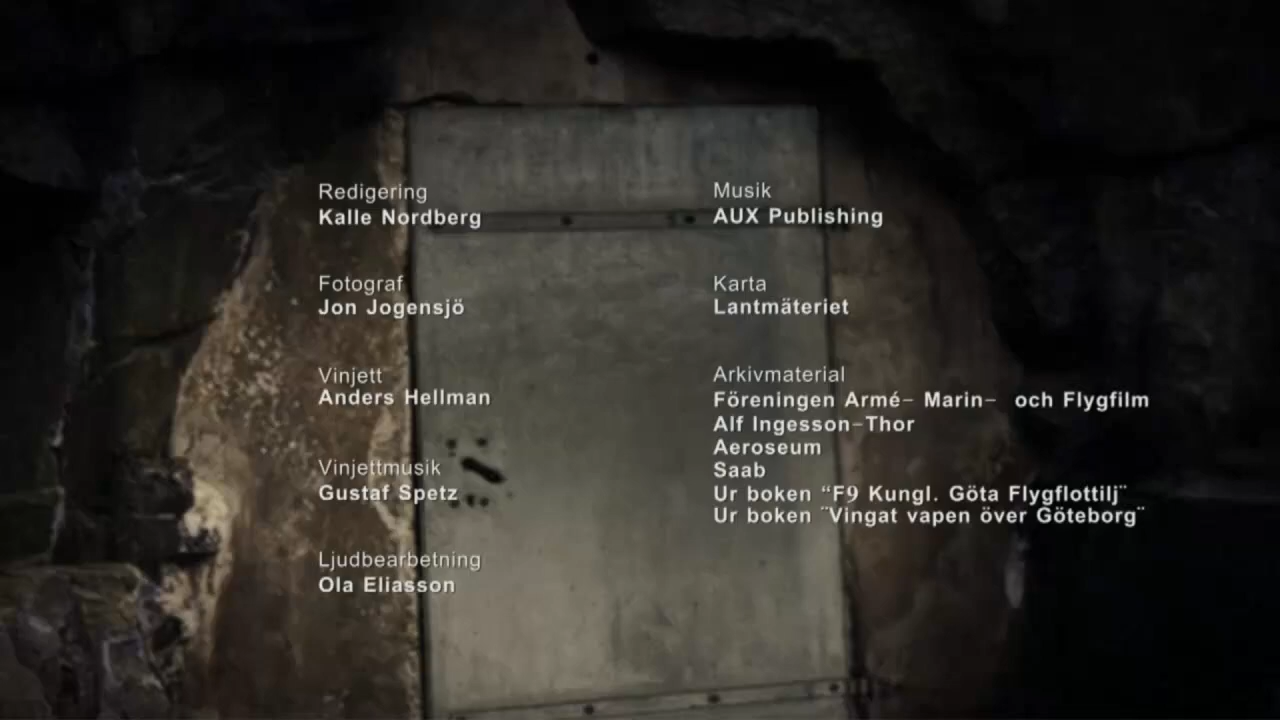 Redigering
Kalle Nordberg
Fotograf
Jon Jogensjö
Vinjett
Anders Hellman
Vinjettmusik
Gustaf Spetz
Ljudbearbetning
Ola Eliasson
Musik
AUX Publishing
Karta
Lantmäteriet
Arkivmaterial
Föreningen Armé- Marin- och Flygfilm
Alf Ingesson-Thor
Aeroseum
Saab
Ur boken “F9 Kungl. Göta Flygflottilj¨
Ur boken ¨Vingat vapen över Göteborg¨